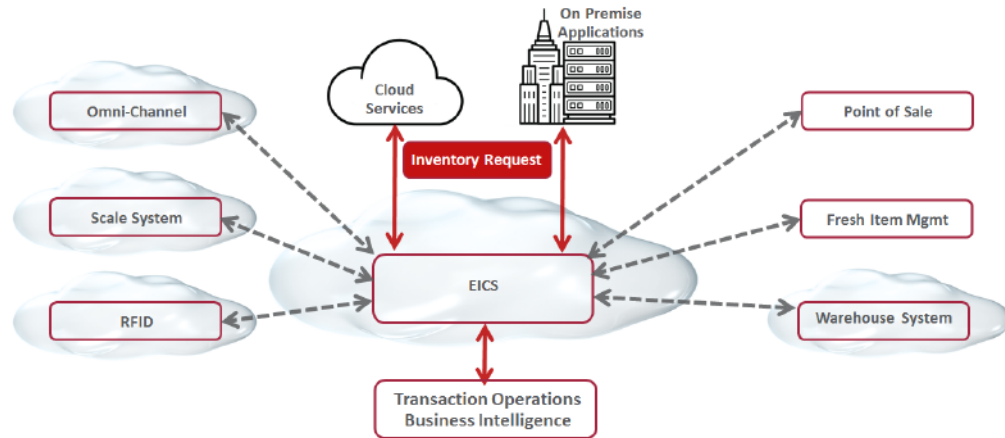 On Premise
Applications
Cloud
Services
Omni-Channel
Point of Sale
Inventory Request
Scale System
Fresh Item Mgmt
EICS
RFID
Warehouse System
Transaction Operations
Business Intelligence